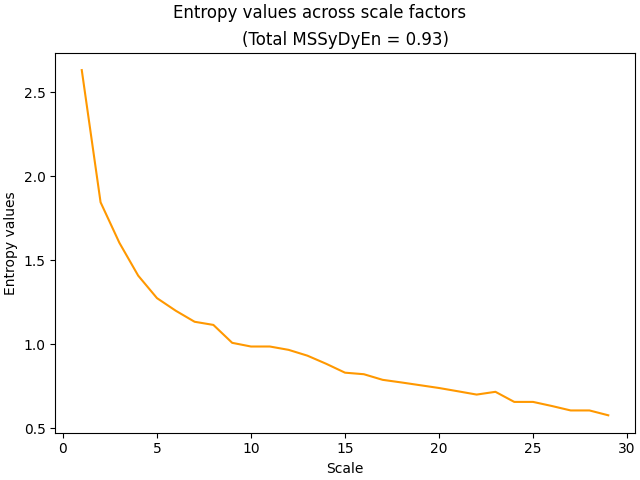 Entropy values across scale factors
(Total MSSyDyEn = 0.93)
2.5
2.0
1.5
1.0
0.5
Entropy values
0 5 10 15 20 25 30
Scale